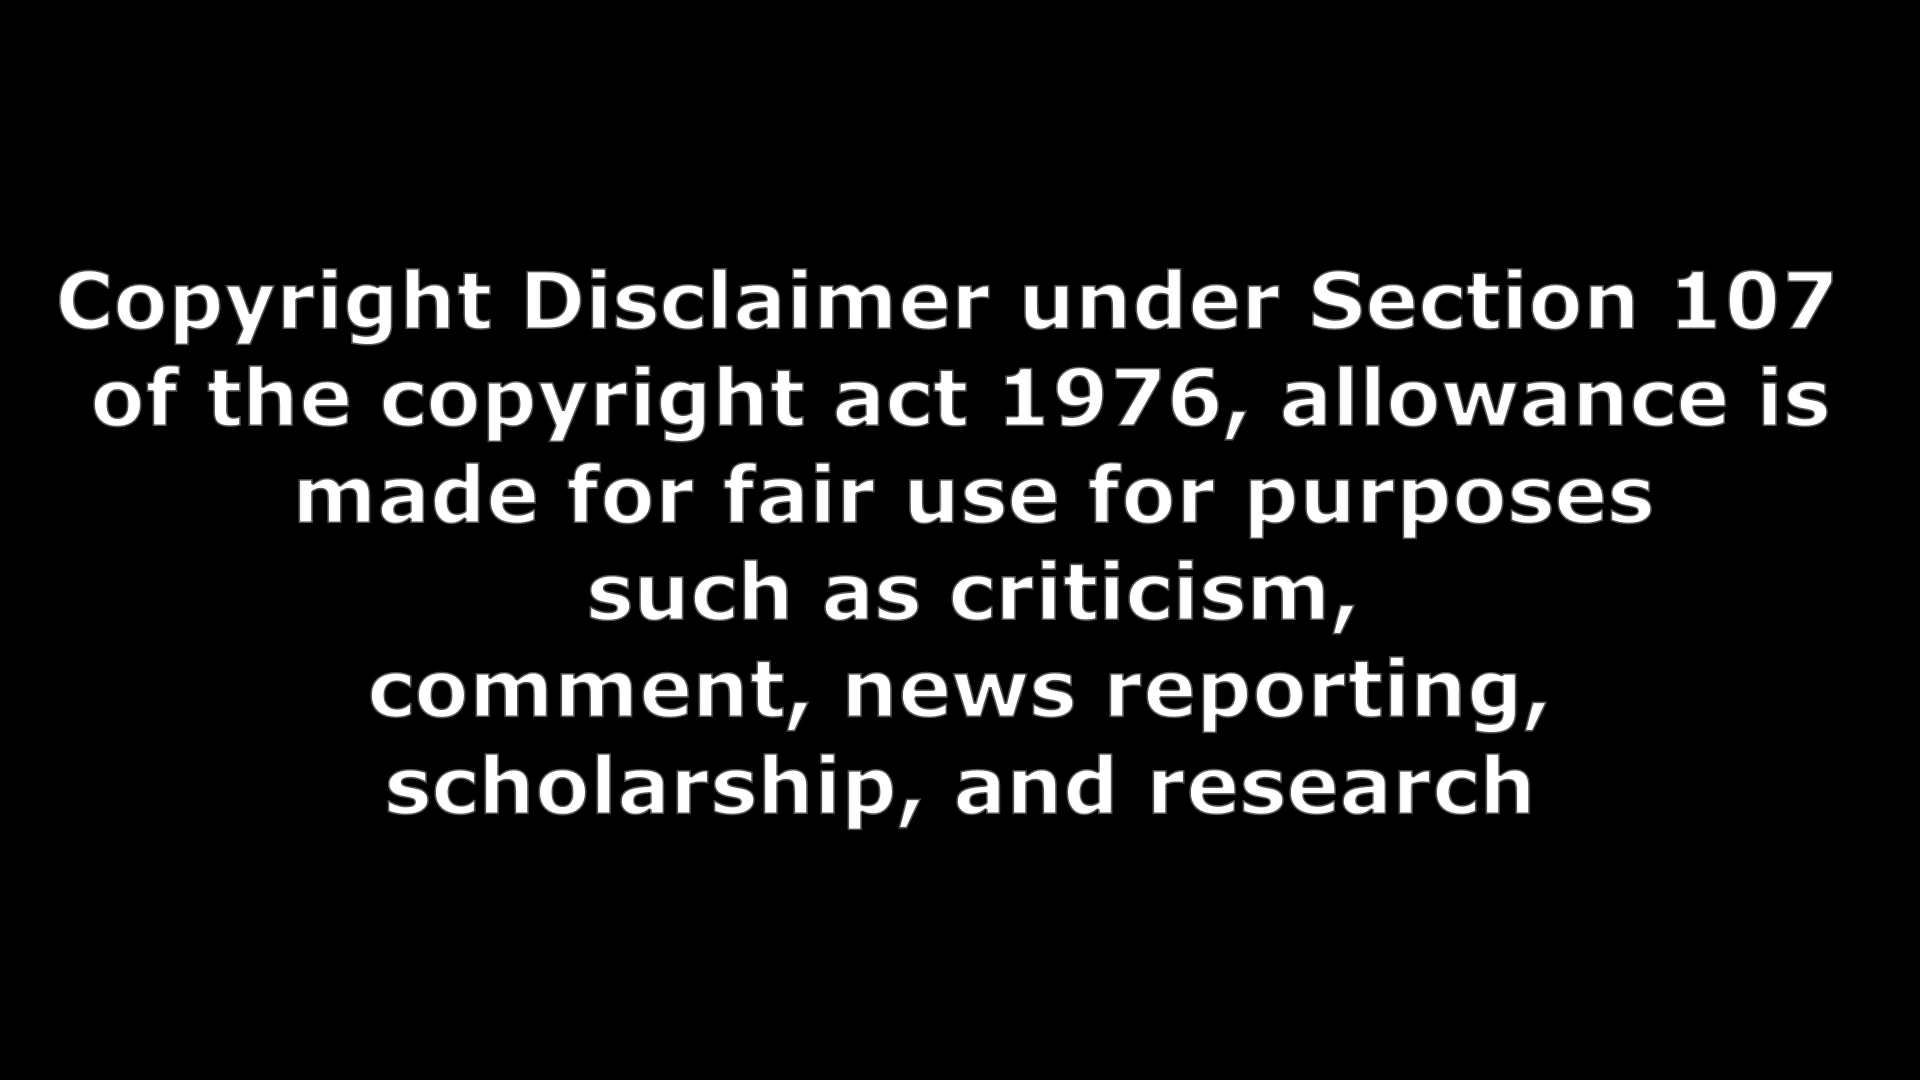 Copyright Disclaimer under Section 107
of the copyright act 1976, allowance is
made for fair use for purposes
such as criticism,
comment, news reporting,
scholarship, and research